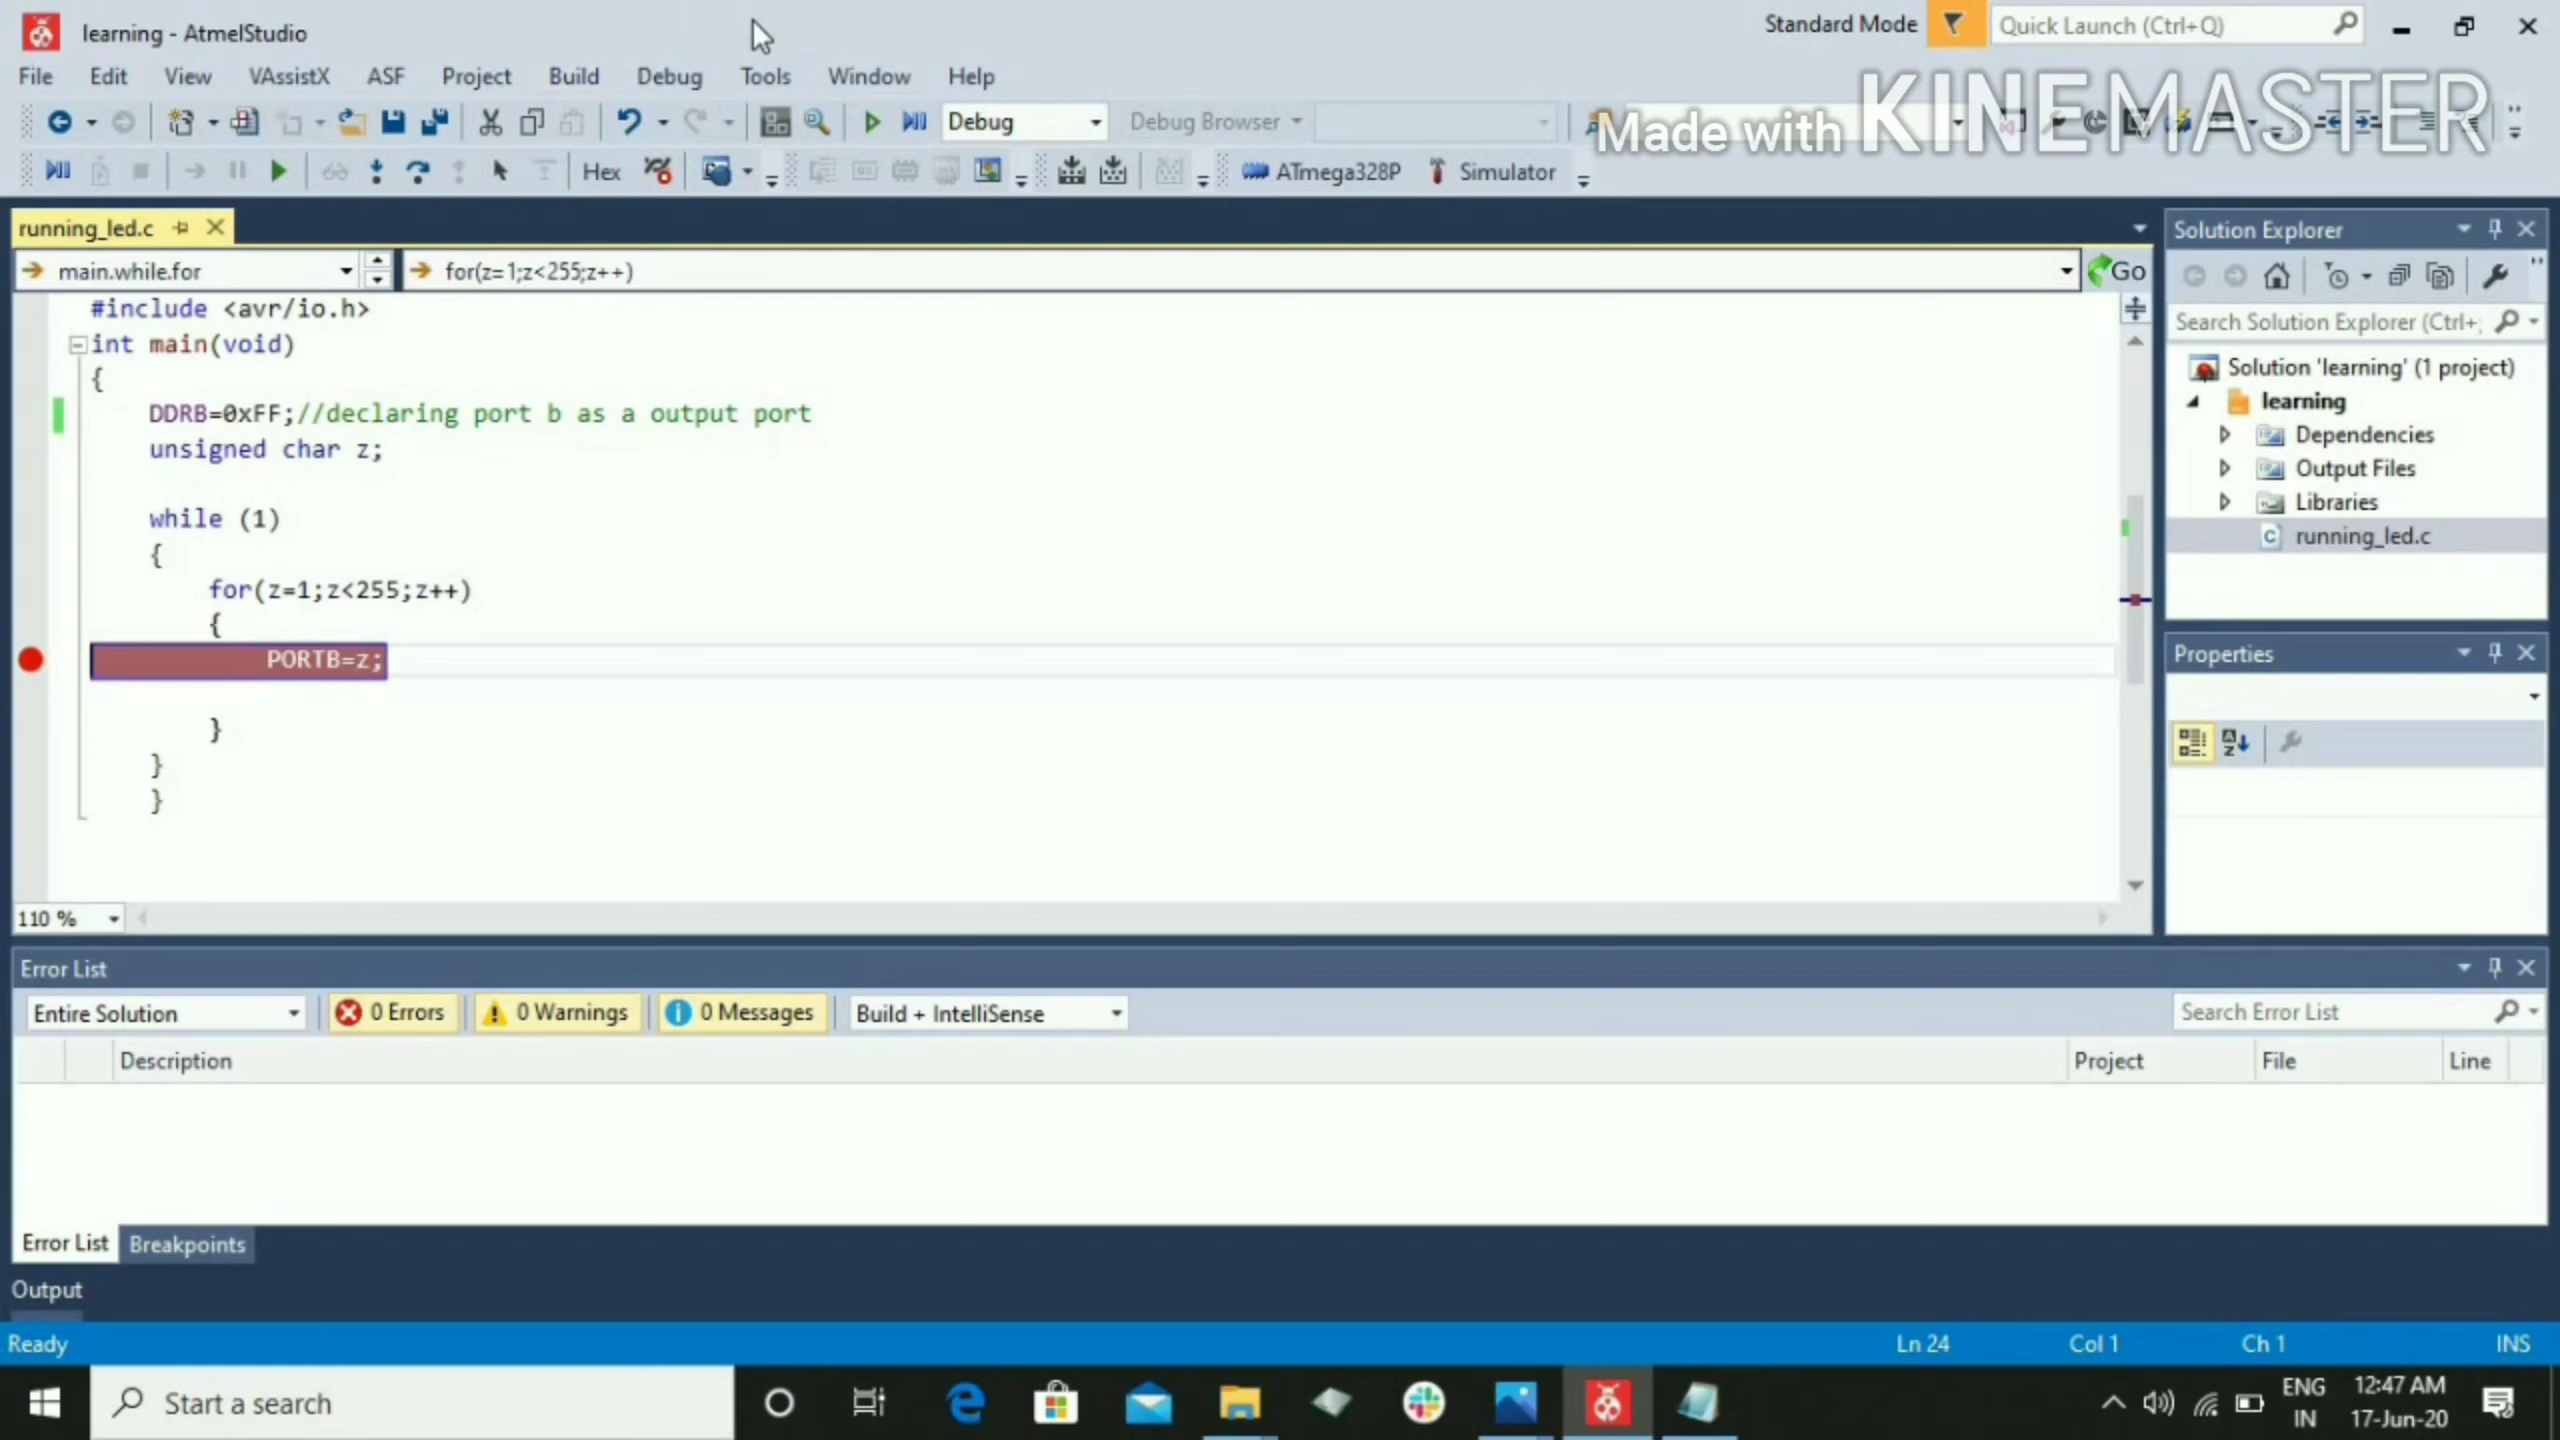 learning - AtmelStudio
Standard Mode
Quick Launch (Ctrl+Q)
File Edit View VAssistX ASF Project Build Debug Tools Window Help
Made with KINEMASTER
Debug Debug Browser
Hex ATmega328P Simulator
running_led.c
main.while.for for(z=1;z<255;z++) Go
#include <avr/io.h>
int main(void)
{
DDRB=0xFF;//declaring port b as a output port
unsigned char z;
while (1)
{
for(z=1;z<255;z++)
{
PORTB=z;
}
}
}
110 %
Solution Explorer
Search Solution Explorer (Ctrl+;
Solution 'learning' (1 project)
learning
Dependencies
Output Files
Libraries
running_led.c
Properties
Error List
Entire Solution 0 Errors 0 Warnings 0 Messages Build + IntelliSense Search Error List
Description Project File Line
Error List Breakpoints
Output
Ready Ln 24 Col 1 Ch 1 INS
Start a search
ENG
IN
12:47 AM
17-Jun-20